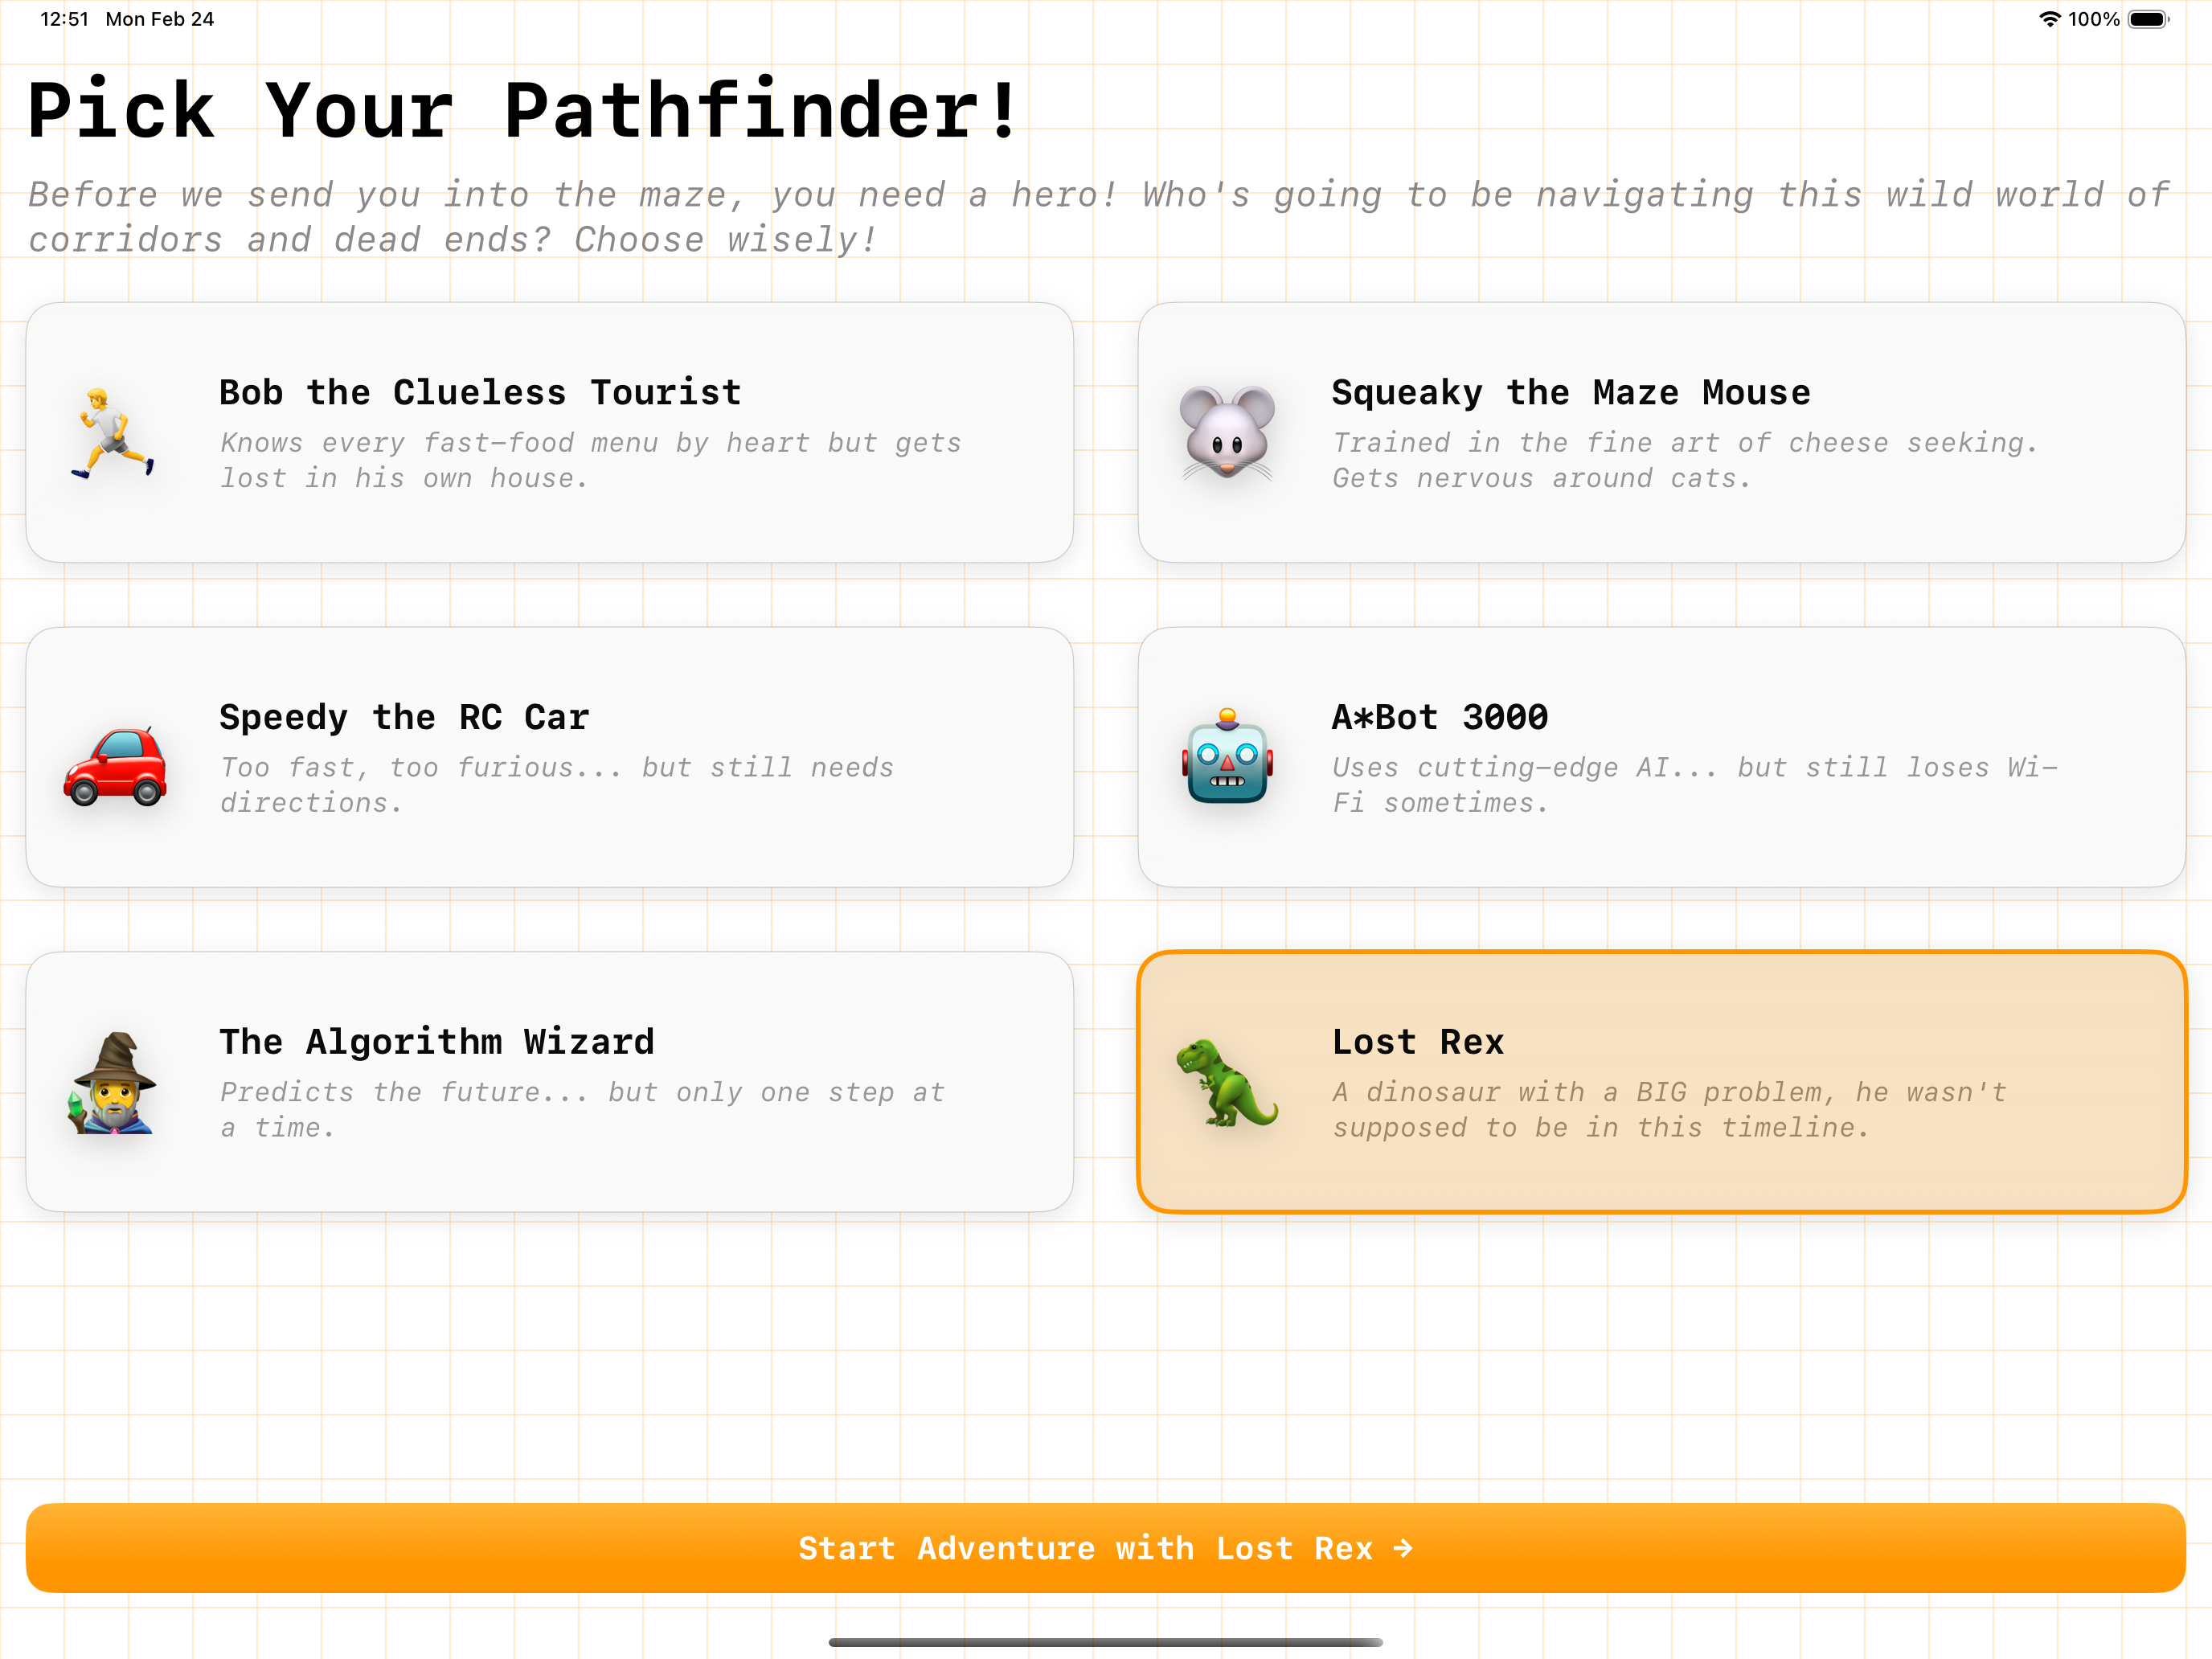 12:51 Mon Feb 24
100%
Pick Your Pathfinder!
Before we send you into the maze, you need a hero! Who's going to be navigating this wild world of
corridors and dead ends? Choose wisely!
Bob the Clueless Tourist
Knows every fast-food menu by heart but gets
lost in his own house.
Squeaky the Maze Mouse
Trained in the fine art of cheese seeking.
Gets nervous around cats.
Speedy the RC Car
Too fast, too furious... but still needs
directions.
A*Bot 3000
Uses cutting-edge AI... but still loses Wi-
Fi sometimes.
The Algorithm Wizard
Predicts the future... but only one step at
a time.
Lost Rex
A dinosaur with a BIG problem, he wasn't
supposed to be in this timeline.
Start Adventure with Lost Rex →